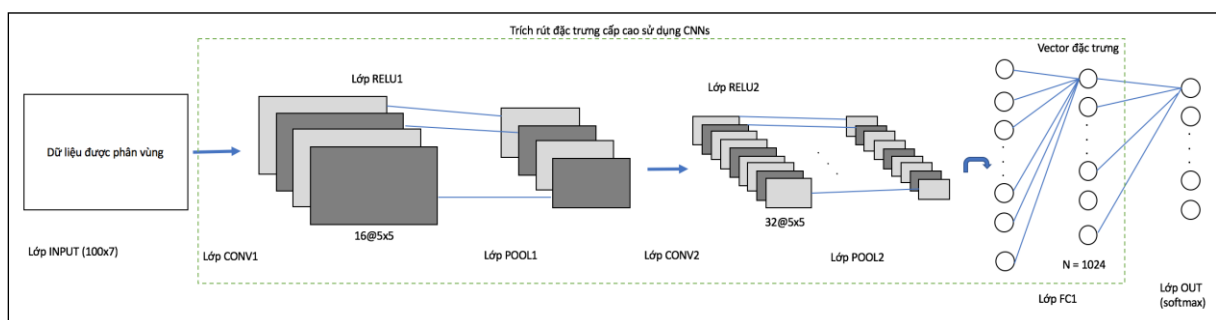 Trích rút đặc trưng cấp cao sử dụng CNNs
Vector đặc trưng
Lớp RELU1
Lớp RELU2
Dữ liệu được phân vùng
16@5x5
32@5x5
Lớp INPUT (100x7)
Lớp CONV1
Lớp POOL1
Lớp CONV2
Lớp POOL2
N = 1024
Lớp FC1
Lớp OUT
(softmax)